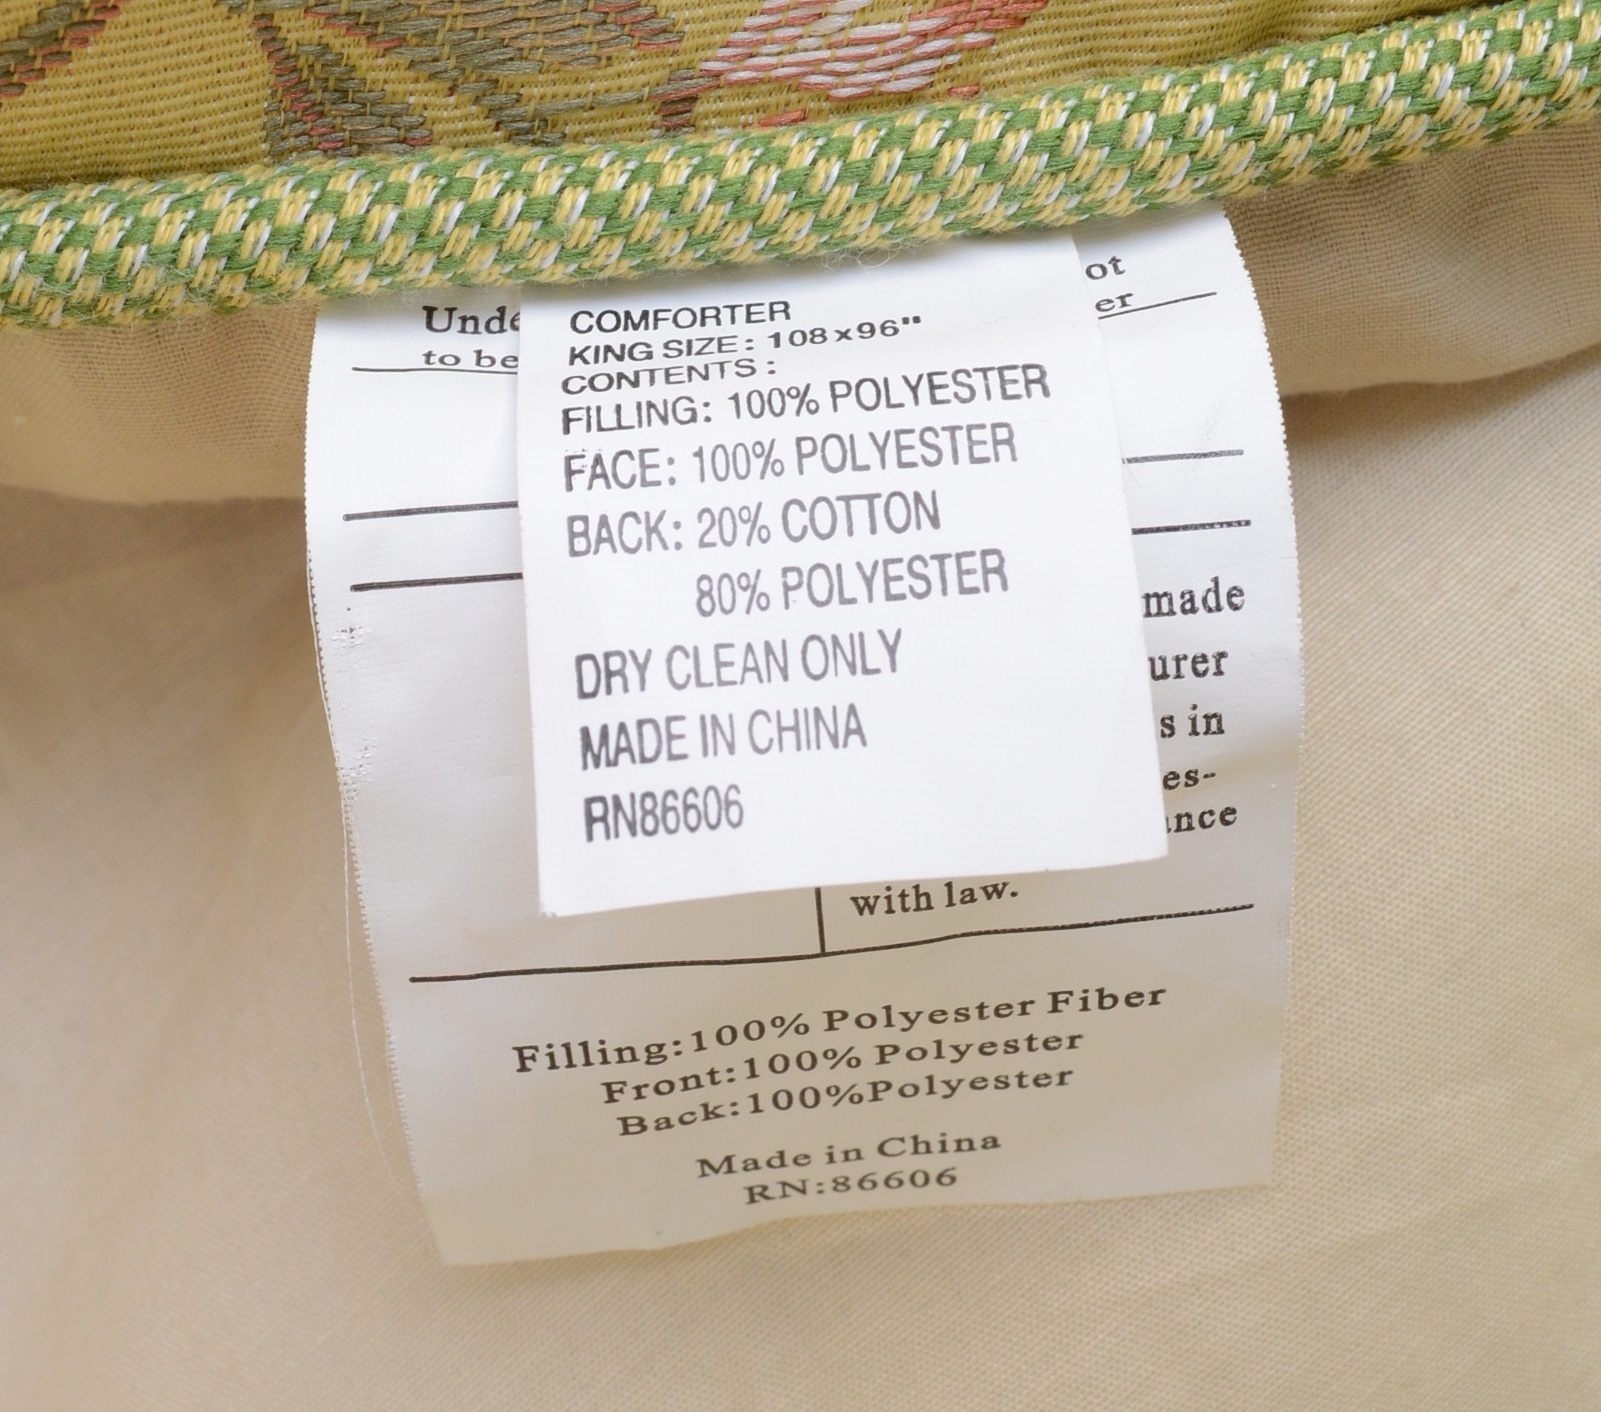 COMFORTER
KING SIZE: 108x96"
CONTENTS:
FILLING: 100% POLYESTER
FACE: 100% POLYESTER
BACK: 20% COTTON
80% POLYESTER
DRY CLEAN ONLY
MADE IN CHINA
RN86606
to be
made
s in
with law.
Filling:100% Polyester Fiber
Front:100% Polyester
Back:100%Polyester
Made in China
RN:86606